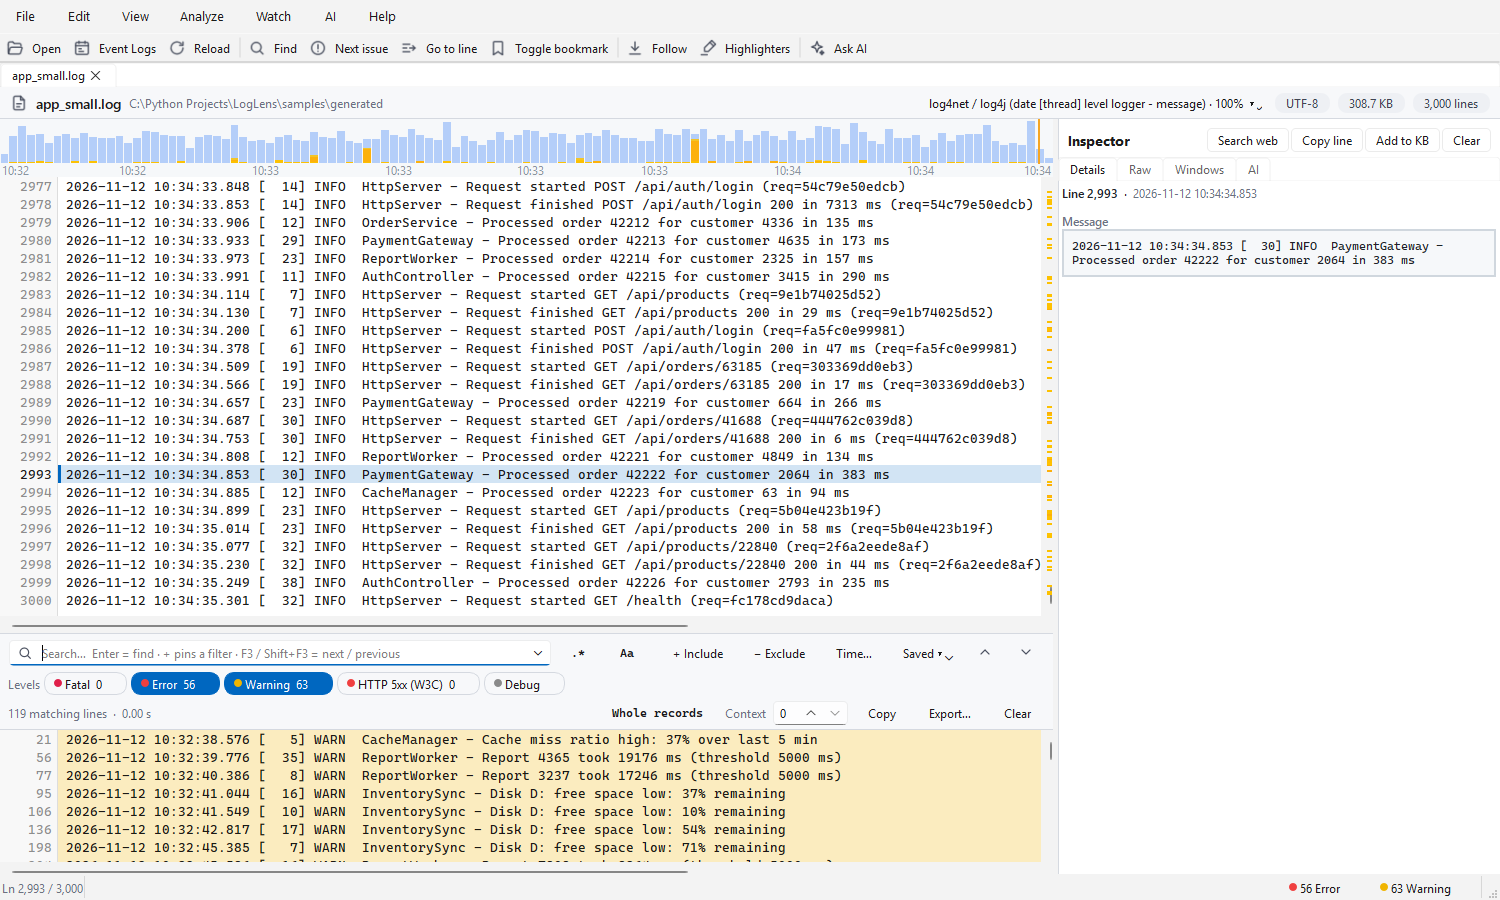 File Edit View Analyze Watch AI Help
Open Event Logs Reload Find Next issue Go to line Toggle bookmark Follow Highlighters Ask AI
app_small.log
app_small.log C:\Python Projects\LogLens\samples\generated log4net / log4j (date [thread] level logger - message) · 100% UTF-8 308.7 KB 3,000 lines
10:32 10:32 10:33 10:33 10:33 10:33 10:34 10:34 10:34
2977 2026-11-12 10:34:33.848 [  14] INFO  HttpServer - Request started POST /api/auth/login (req=54c79e50edcb)
2978 2026-11-12 10:34:33.853 [  14] INFO  HttpServer - Request finished POST /api/auth/login 200 in 7313 ms (req=54c79e50edcb)
2979 2026-11-12 10:34:33.906 [  12] INFO  OrderService - Processed order 42212 for customer 4336 in 135 ms
2980 2026-11-12 10:34:33.933 [  29] INFO  PaymentGateway - Processed order 42213 for customer 4635 in 173 ms
2981 2026-11-12 10:34:33.973 [  23] INFO  ReportWorker - Processed order 42214 for customer 2325 in 157 ms
2982 2026-11-12 10:34:33.991 [  11] INFO  AuthController - Processed order 42215 for customer 3415 in 290 ms
2983 2026-11-12 10:34:34.114 [   7] INFO  HttpServer - Request started GET /api/products (req=9e1b74025d52)
2984 2026-11-12 10:34:34.130 [   7] INFO  HttpServer - Request finished GET /api/products 200 in 29 ms (req=9e1b74025d52)
2985 2026-11-12 10:34:34.200 [   6] INFO  HttpServer - Request started POST /api/auth/login (req=fa5fc0e99981)
2986 2026-11-12 10:34:34.378 [   6] INFO  HttpServer - Request finished POST /api/auth/login 200 in 47 ms (req=fa5fc0e99981)
2987 2026-11-12 10:34:34.509 [  19] INFO  HttpServer - Request started GET /api/orders/63185 (req=303369dd0eb3)
2988 2026-11-12 10:34:34.566 [  19] INFO  HttpServer - Request finished GET /api/orders/63185 200 in 17 ms (req=303369dd0eb3)
2989 2026-11-12 10:34:34.657 [  23] INFO  PaymentGateway - Processed order 42219 for customer 664 in 266 ms
2990 2026-11-12 10:34:34.687 [  30] INFO  HttpServer - Request started GET /api/orders/41688 (req=444762c039d8)
2991 2026-11-12 10:34:34.753 [  30] INFO  HttpServer - Request finished GET /api/orders/41688 200 in 6 ms (req=444762c039d8)
2992 2026-11-12 10:34:34.808 [  12] INFO  ReportWorker - Processed order 42221 for customer 4849 in 134 ms
2993 2026-11-12 10:34:34.853 [  30] INFO  PaymentGateway - Processed order 42222 for customer 2064 in 383 ms
2994 2026-11-12 10:34:34.885 [  12] INFO  CacheManager - Processed order 42223 for customer 63 in 94 ms
2995 2026-11-12 10:34:34.899 [  23] INFO  HttpServer - Request started GET /api/products (req=5b04e423b19f)
2996 2026-11-12 10:34:35.014 [  23] INFO  HttpServer - Request finished GET /api/products 200 in 58 ms (req=5b04e423b19f)
2997 2026-11-12 10:34:35.077 [  32] INFO  HttpServer - Request started GET /api/products/22840 (req=2f6a2eede8af)
2998 2026-11-12 10:34:35.230 [  32] INFO  HttpServer - Request finished GET /api/products/22840 200 in 44 ms (req=2f6a2eede8af)
2999 2026-11-12 10:34:35.249 [  38] INFO  AuthController - Processed order 42226 for customer 2793 in 235 ms
3000 2026-11-12 10:34:35.301 [  32] INFO  HttpServer - Request started GET /health (req=fc178cd9daca)
Search... Enter = find · + pins a filter · F3 / Shift+F3 = next / previous .* Aa + Include − Exclude Time... Saved
Levels Fatal 0 Error 56 Warning 63 HTTP 5xx (W3C) 0 Debug
119 matching lines · 0.00 s Whole records Context 0 Copy Export... Clear
21 2026-11-12 10:32:38.576 [   5] WARN  CacheManager - Cache miss ratio high: 37% over last 5 min
56 2026-11-12 10:32:39.776 [  35] WARN  ReportWorker - Report 4365 took 19176 ms (threshold 5000 ms)
77 2026-11-12 10:32:40.386 [   8] WARN  ReportWorker - Report 3237 took 17246 ms (threshold 5000 ms)
95 2026-11-12 10:32:41.044 [  16] WARN  InventorySync - Disk D: free space low: 37% remaining
106 2026-11-12 10:32:41.549 [  10] WARN  InventorySync - Disk D: free space low: 10% remaining
136 2026-11-12 10:32:42.817 [  17] WARN  InventorySync - Disk D: free space low: 54% remaining
198 2026-11-12 10:32:45.385 [   7] WARN  InventorySync - Disk D: free space low: 71% remaining
Inspector Search web Copy line Add to KB Clear
Details Raw Windows AI
Line 2,993 · 2026-11-12 10:34:34.853
Message
2026-11-12 10:34:34.853 [  30] INFO  PaymentGateway -
Processed order 42222 for customer 2064 in 383 ms
Ln 2,993 / 3,000 56 Error 63 Warning